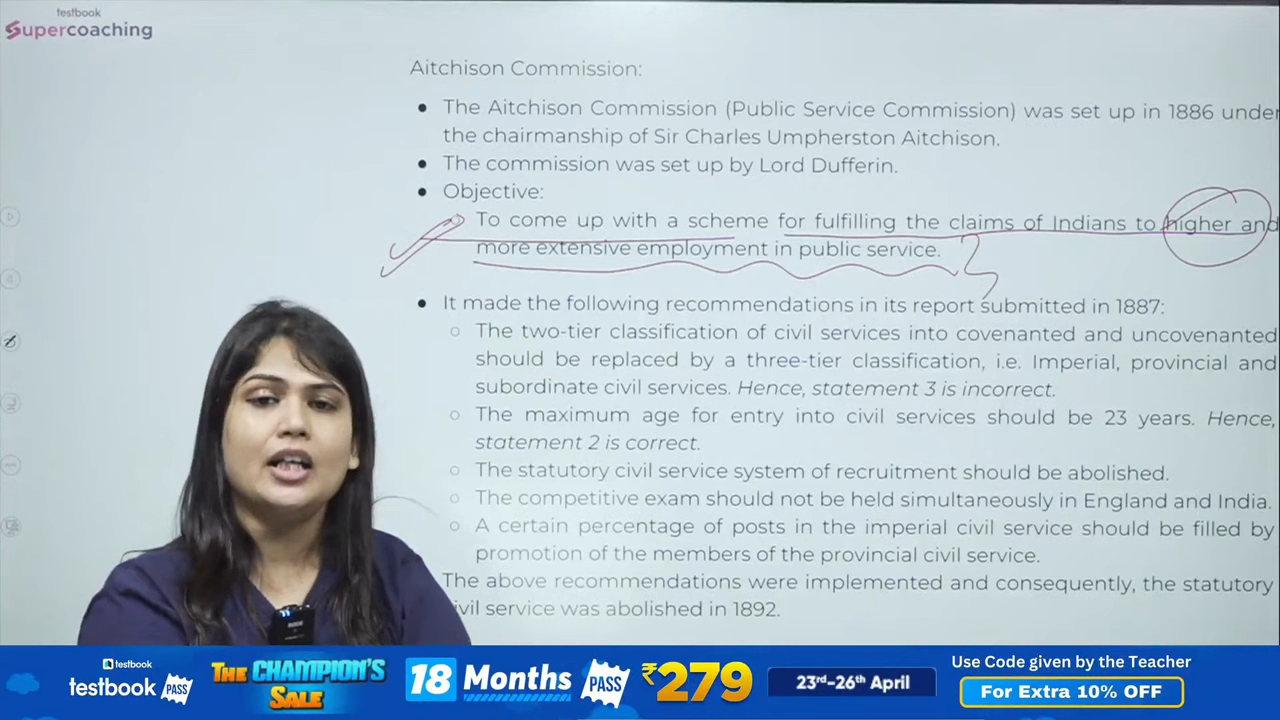 testbook
Supercoaching
Aitchison Commission:
• The Aitchison Commission (Public Service Commission) was set up in 1886 under
the chairmanship of Sir Charles Umpherston Aitchison.
• The commission was set up by Lord Dufferin.
• Objective:
To come up with a scheme for fulfilling the claims of Indians to higher and
more extensive employment in public service.
• It made the following recommendations in its report submitted in 1887:
○ The two-tier classification of civil services into covenanted and uncovenanted
should be replaced by a three-tier classification, i.e. Imperial, provincial and
subordinate civil services. Hence, statement 3 is incorrect.
○ The maximum age for entry into civil services should be 23 years. Hence,
statement 2 is correct.
○ The statutory civil service system of recruitment should be abolished.
○ The competitive exam should not be held simultaneously in England and India.
○ A certain percentage of posts in the imperial civil service should be filled by
promotion of the members of the provincial civil service.
The above recommendations were implemented and consequently, the statutory
ivil service was abolished in 1892.
RODE
testbook
testbook PASS
THE CHAMPION'S
SALE
18 Months PASS ₹279
23rd-26th April
Use Code given by the Teacher
For Extra 10% OFF